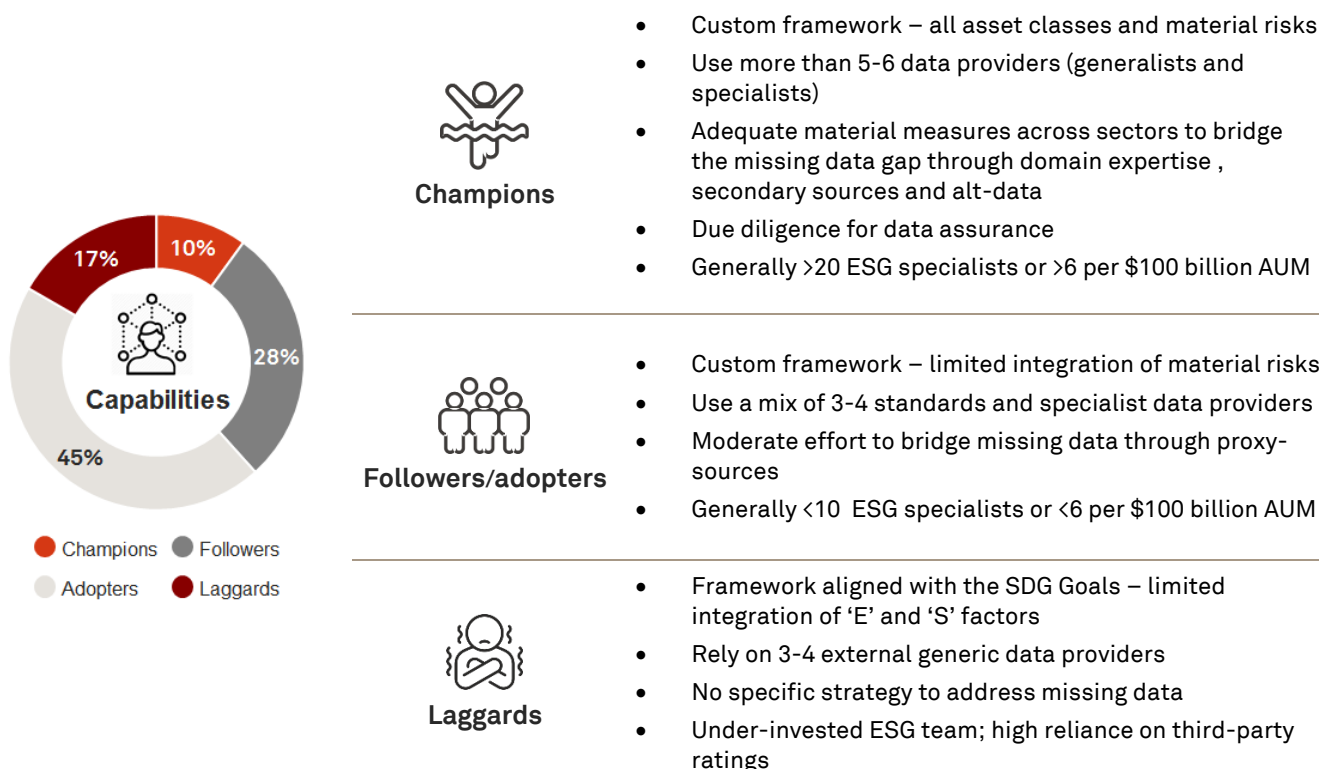 17%
10%
28%
45%
Capabilities
Champions
Followers
Adopters
Laggards
Champions
• Custom framework – all asset classes and material risks
• Use more than 5-6 data providers (generalists and
specialists)
• Adequate material measures across sectors to bridge
the missing data gap through domain expertise ,
secondary sources and alt-data
• Due diligence for data assurance
• Generally >20 ESG specialists or >6 per $100 billion AUM
Followers/adopters
• Custom framework – limited integration of material risks
• Use a mix of 3-4 standards and specialist data providers
• Moderate effort to bridge missing data through proxy-
sources
• Generally <10 ESG specialists or <6 per $100 billion AUM
Laggards
• Framework aligned with the SDG Goals – limited
integration of ‘E’ and ‘S’ factors
• Rely on 3-4 external generic data providers
• No specific strategy to address missing data
• Under-invested ESG team; high reliance on third-party
ratings